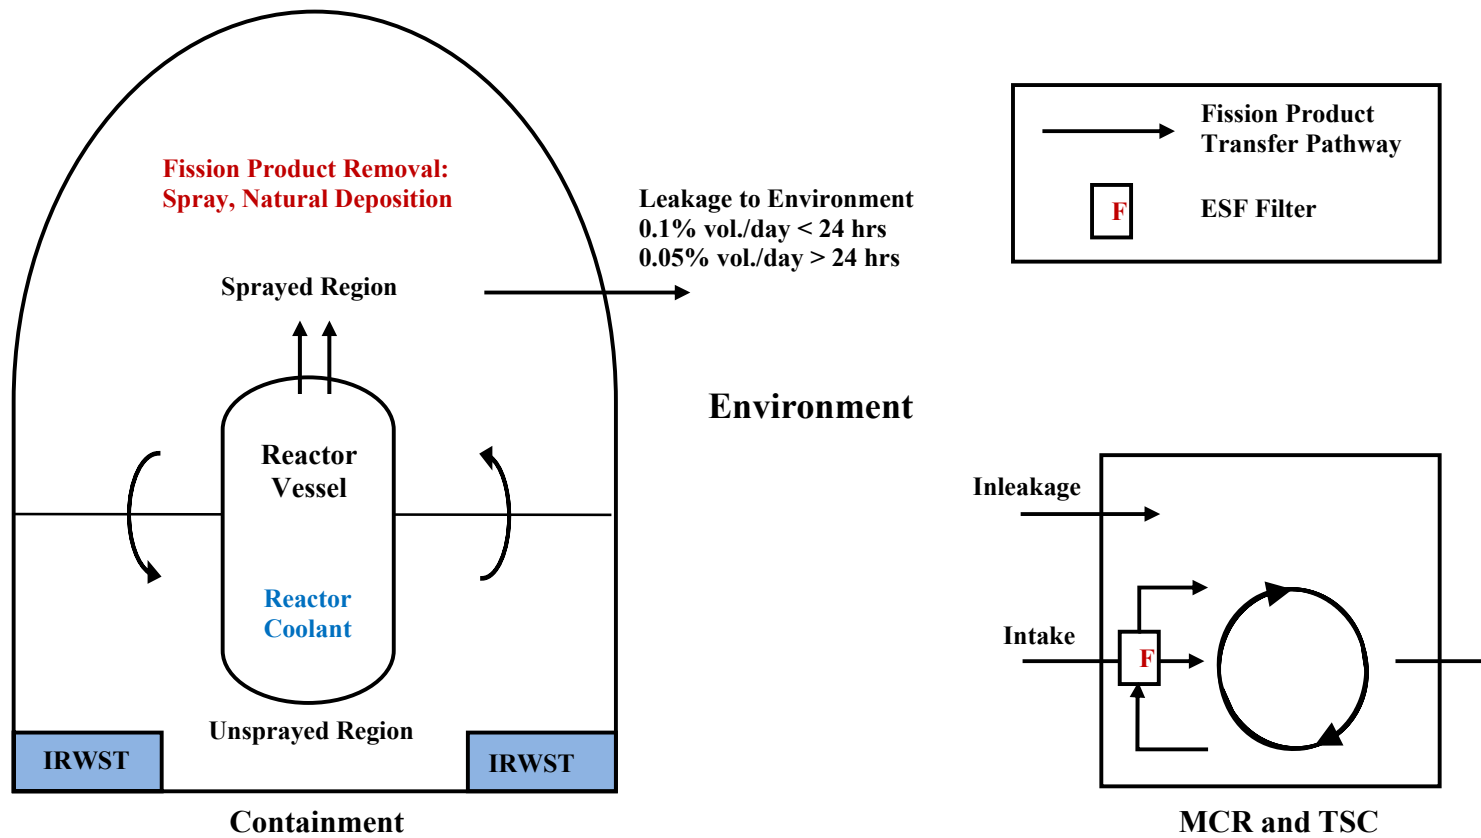 Fission Product Removal:
Spray, Natural Deposition
Leakage to Environment
0.1% vol./day < 24 hrs
0.05% vol./day > 24 hrs
Sprayed Region
Reactor
Vessel
Reactor
Coolant
Unsprayed Region
IRWST
IRWST
Containment
Environment
Fission Product
Transfer Pathway
F
ESF Filter
Inleakage
Intake
F
MCR and TSC